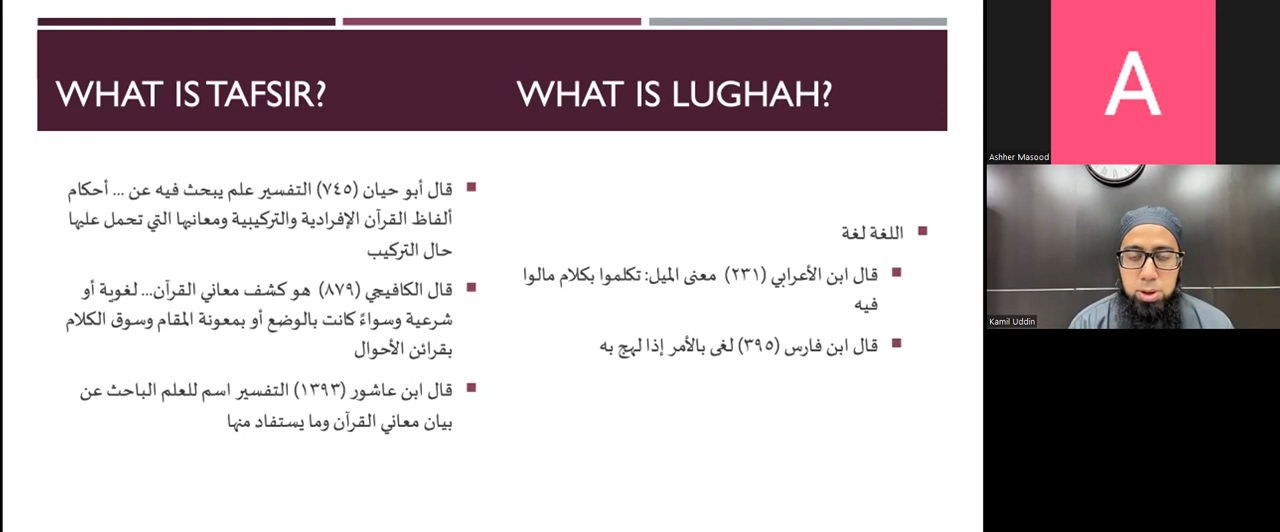 WHAT IS TAFSIR?
WHAT IS LUGHAH?
قال أبو حيان (٧٤٥) التفسير علم يبحث فيه عن ... أحكام
ألفاظ القرآن الإفرادية والتركيبية ومعانيها التي تحمل عليها
حال التركيب
قال الكافيجي (٨٧٩) هو كشف معاني القرآن... لغوية أو
شرعية وسواءً كانت بالوضع أو بمعونة المقام وسوق الكلام
بقرائن الأحوال
قال ابن عاشور (١٣٩٣) التفسير اسم للعلم الباحث عن
بيان معاني القرآن وما يستفاد منها
اللغة لغة
قال ابن الأعرابي (٢٣١) معنى الميل: تكلموا بكلام مالوا
فيه
قال ابن فارس (٣٩٥) لغى بالأمر إذا لهج به
A
Ashher Masood
Kamil Uddin